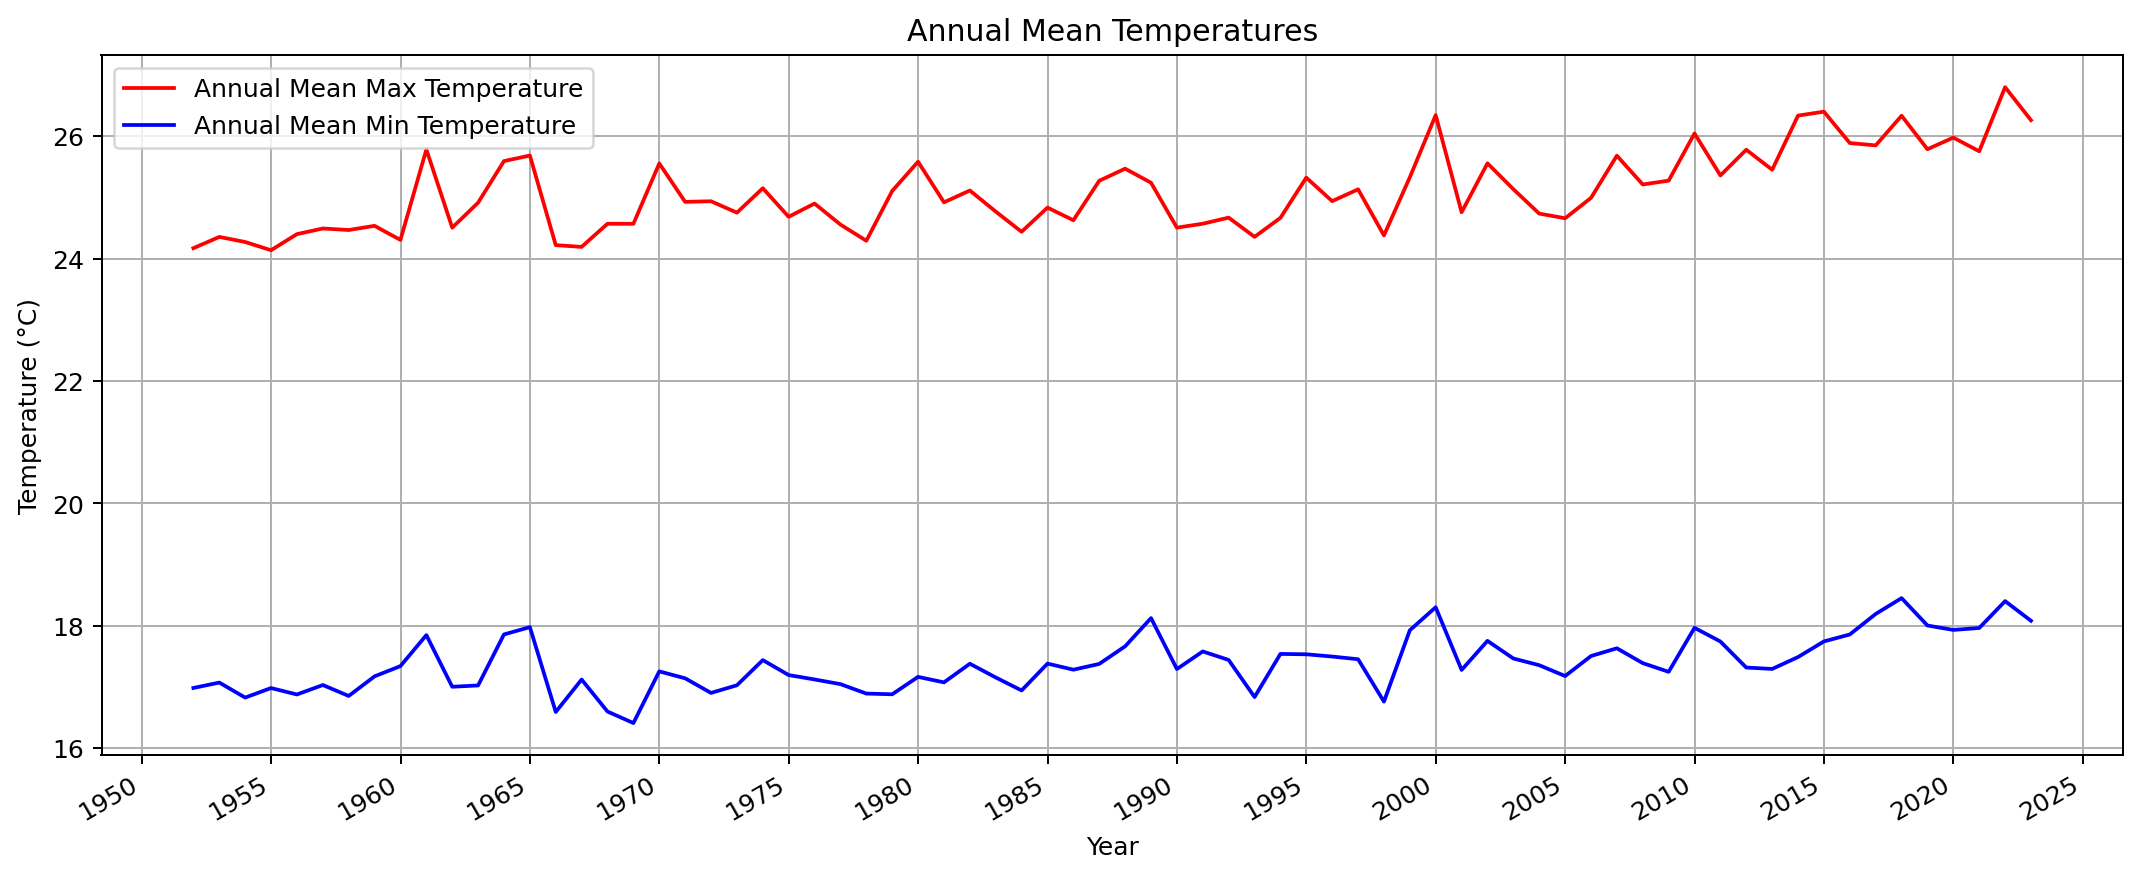 Annual Mean Temperatures
Annual Mean Max Temperature
Annual Mean Min Temperature
Temperature (°C)
26
24
22
20
18
16
1950 1955 1960 1965 1970 1975 1980 1985 1990 1995 2000 2005 2010 2015 2020 2025
Year